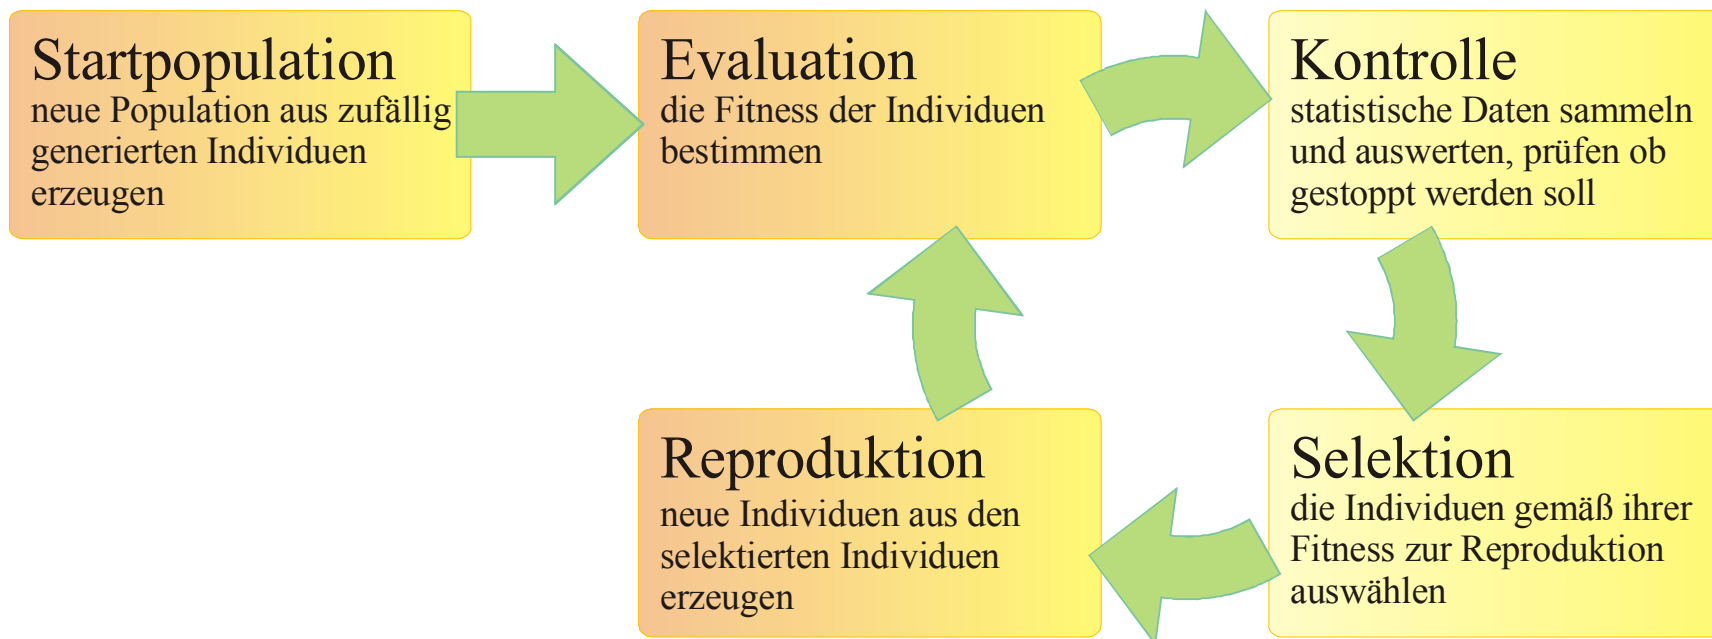 Startpopulation
neue Population aus zufällig
generierten Individuen
erzeugen
Evaluation
die Fitness der Individuen
bestimmen
Kontrolle
statistische Daten sammeln
und auswerten, prüfen ob
gestoppt werden soll
Selektion
die Individuen gemäß ihrer
Fitness zur Reproduktion
auswählen
Reproduktion
neue Individuen aus den
selektierten Individuen
erzeugen